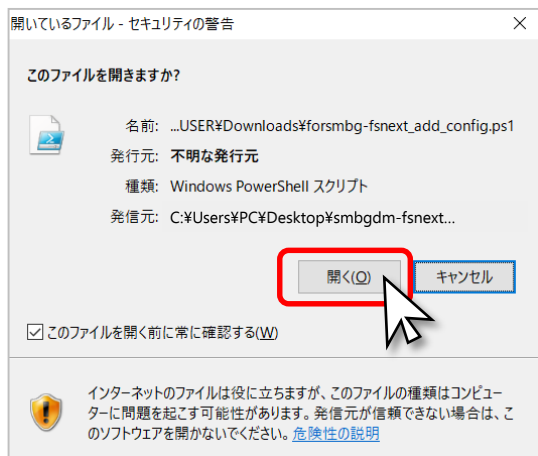 開いているファイル - セキュリティの警告
このファイルを開きますか?
名前: ...USER¥Downloads¥forsmbg-fsnext_add_config.ps1
発行元: 不明な発行元
種類: Windows PowerShell スクリプト
発信元: C:¥Users¥PC¥Desktop¥smbgdm-fsnext...
開く(O) キャンセル
このファイルを開く前に常に確認する(W)
インターネットのファイルは役に立ちますが、このファイルの種類はコンピュー
ターに問題を起こす可能性があります。発信元が信頼できない場合は、こ
のソフトウェアを開かないでください。危険性の説明